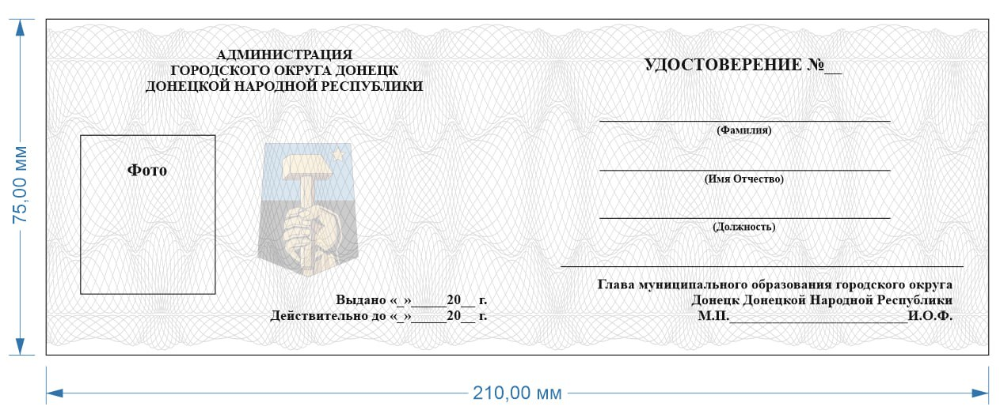 АДМИНИСТРАЦИЯ
ГОРОДСКОГО ОКРУГА ДОНЕЦК
ДОНЕЦКОЙ НАРОДНОЙ РЕСПУБЛИКИ
Фото
Выдано «_»_____20__ г.
Действительно до «_»_____20__ г.
УДОСТОВЕРЕНИЕ №__
(Фамилия)
(Имя Отчество)
(Должность)
Глава муниципального образования городского округа
Донецк Донецкой Народной Республики
М.П.__________________________И.О.Ф.
75,00 мм
210,00 мм